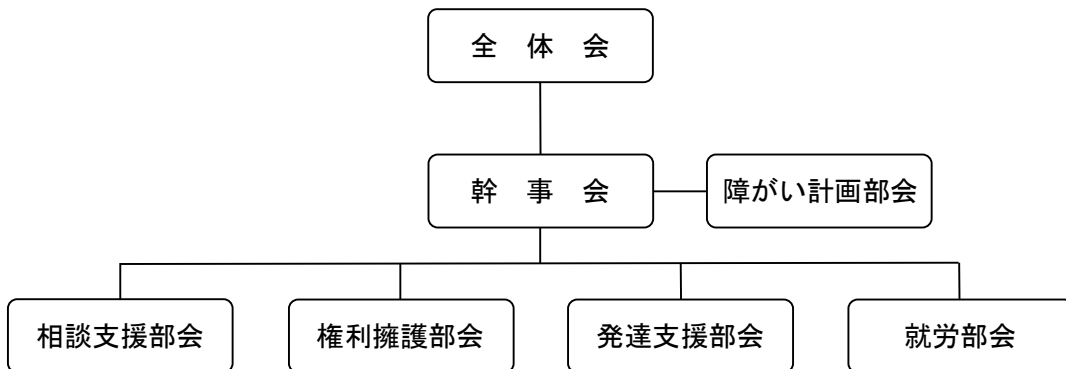 全　体　会
幹　事　会
障がい計画部会
相談支援部会
権利擁護部会
発達支援部会
就労部会